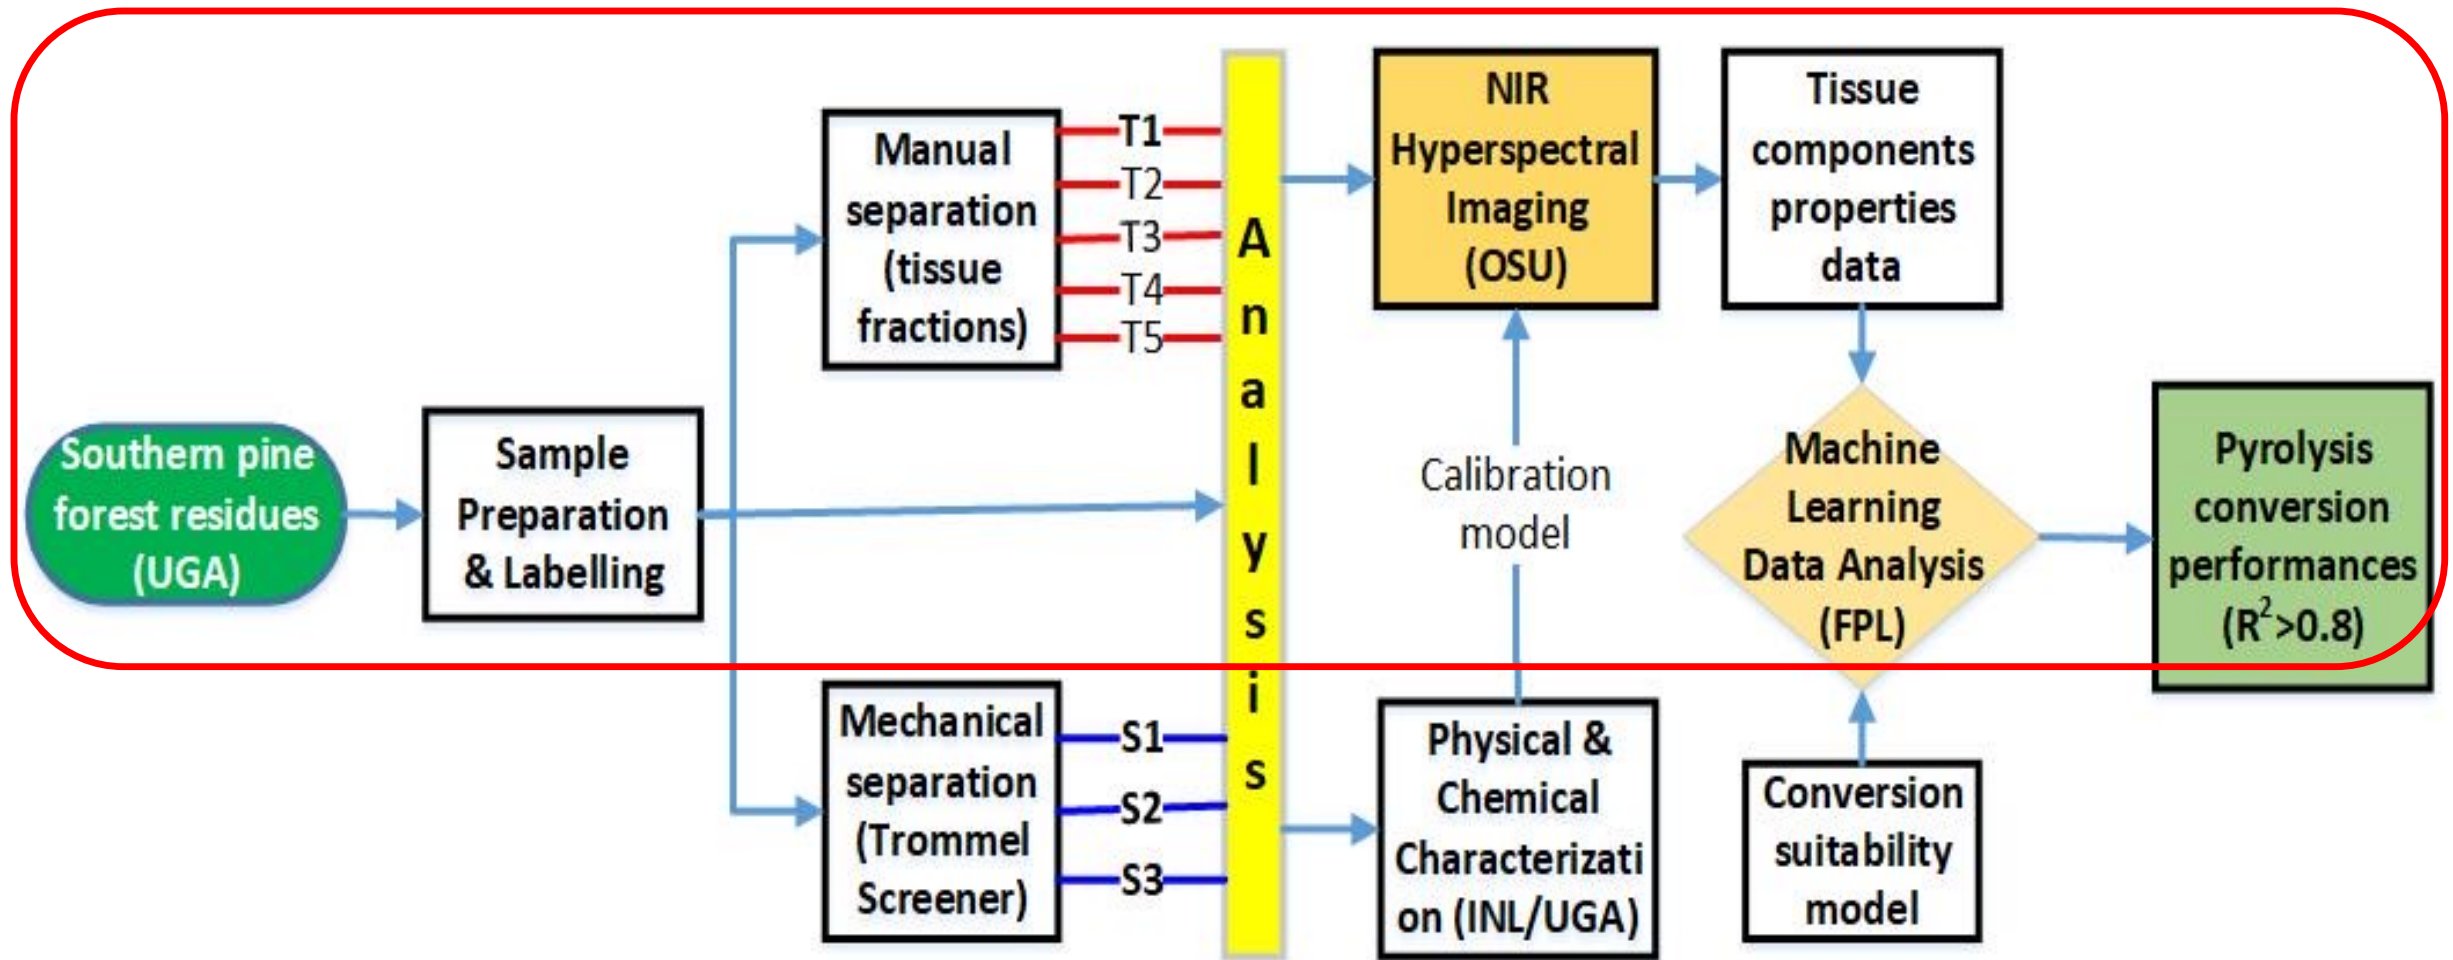 Southern pine
forest residues
(UGA)
Sample
Preparation
& Labelling
Manual
separation
(tissue
fractions)
T1
T2
T3
T4
T5
Mechanical
separation
(Trommel
Screener)
S1
S2
S3
A
n
a
l
y
s
i
s
NIR
Hyperspectral
Imaging
(OSU)
Calibration
model
Physical &
Chemical
Characterizati
on (INL/UGA)
Tissue
components
properties
data
Machine
Learning
Data Analysis
(FPL)
Conversion
suitability
model
Pyrolysis
conversion
performances
(R²>0.8)